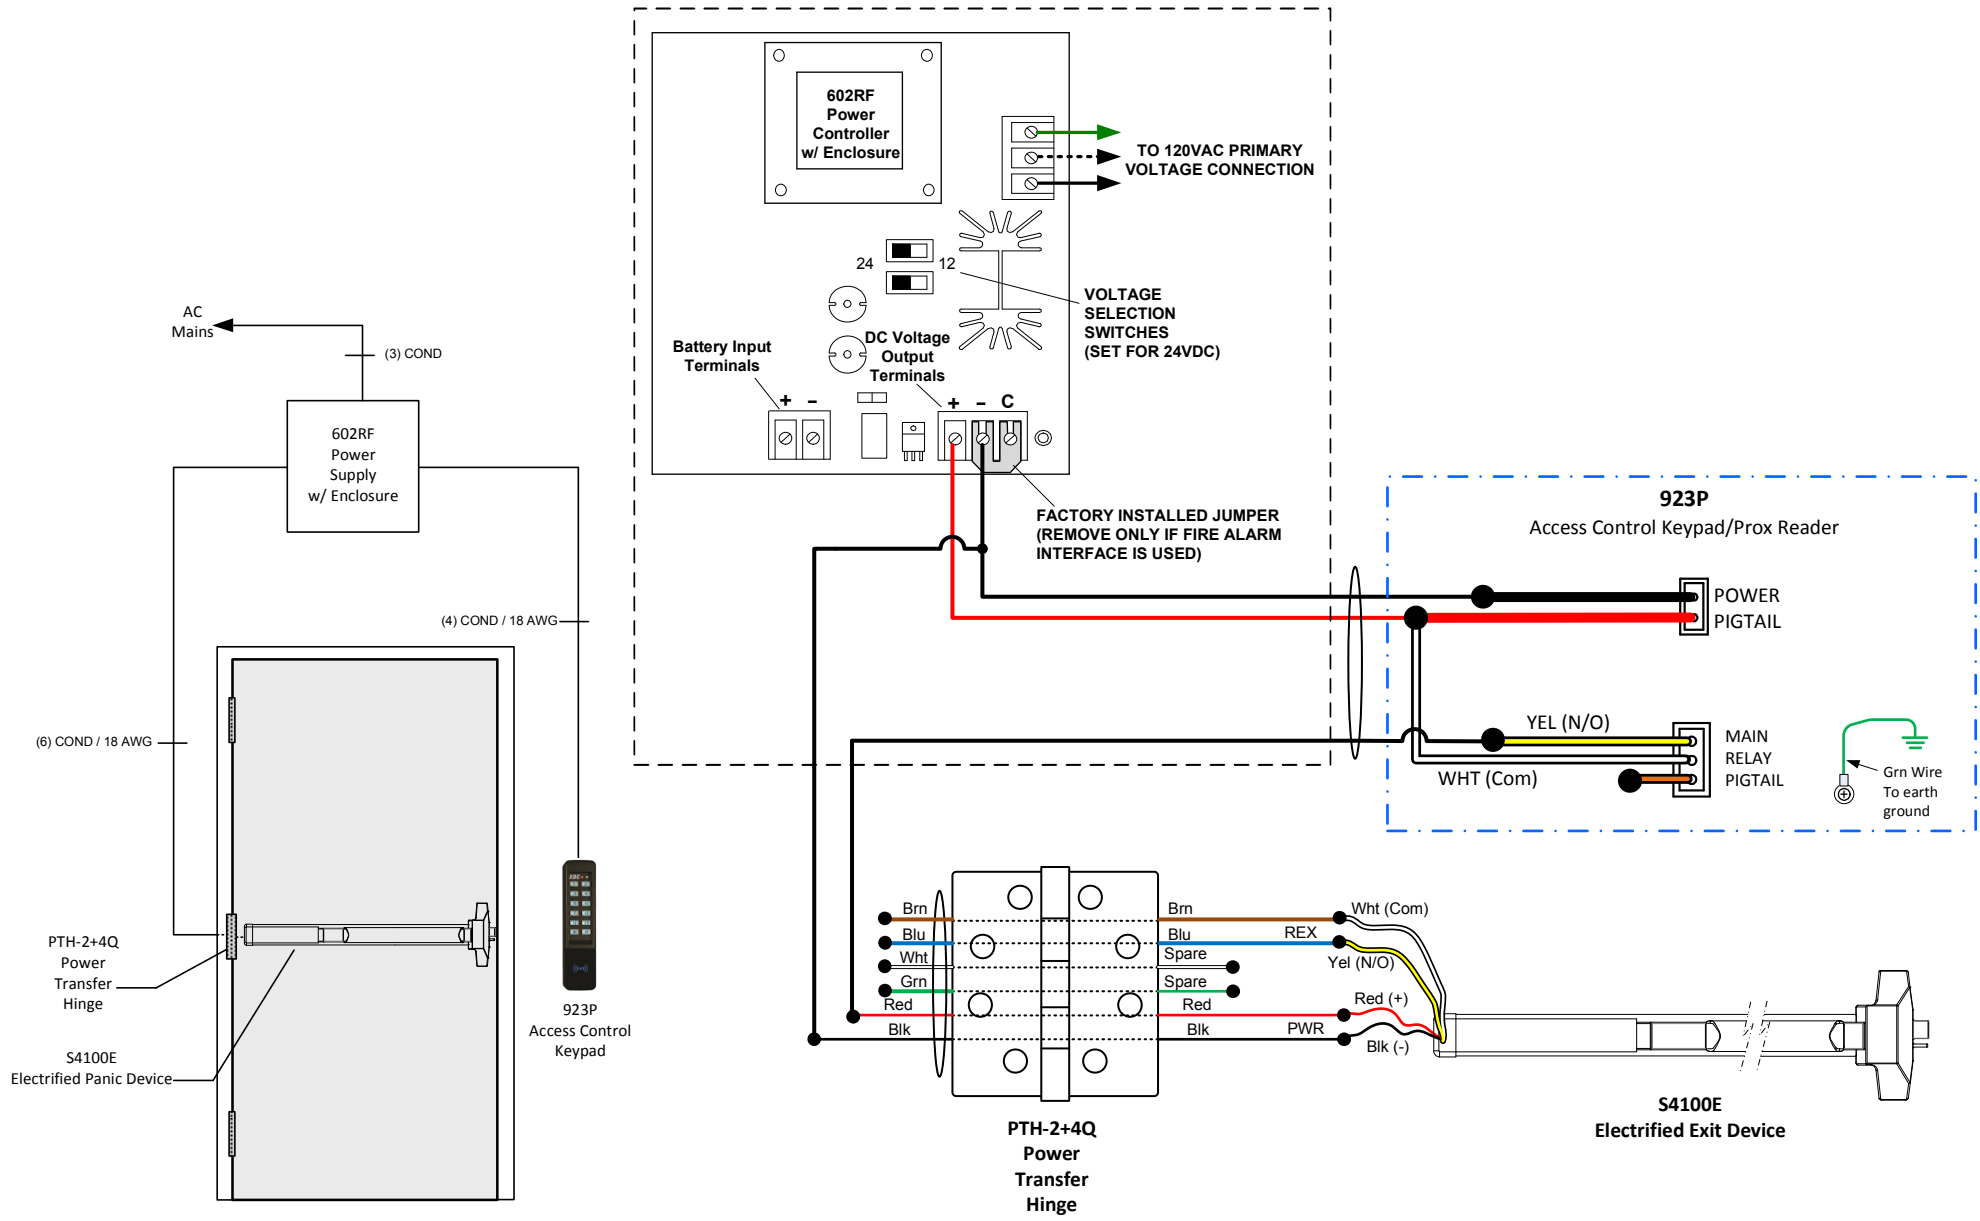 602RF
Power
Controller
w/ Enclosure
TO 120VAC PRIMARY
VOLTAGE CONNECTION
24
12
VOLTAGE
SELECTION
SWITCHES
(SET FOR 24VDC)
Battery Input
Terminals
DC Voltage
Output
Terminals
+ –
+ – C
FACTORY INSTALLED JUMPER
(REMOVE ONLY IF FIRE ALARM
INTERFACE IS USED)
AC
Mains
(3) COND
602RF
Power
Supply
w/ Enclosure
(4) COND / 18 AWG
(6) COND / 18 AWG
PTH-2+4Q
Power
Transfer
Hinge
S4100E
Electrified Panic Device
SDC
923P
Access Control
Keypad
923P
Access Control Keypad/Prox Reader
POWER
PIGTAIL
YEL (N/O)
WHT (Com)
MAIN
RELAY
PIGTAIL
Grn Wire
To earth
ground
Brn
Blu
Wht
Grn
Red
Blk
Brn
Blu
Spare
Spare
Red
Blk
REX
PWR
Wht (Com)
Yel (N/O)
Red (+)
Blk (-)
PTH-2+4Q
Power
Transfer
Hinge
S4100E
Electrified Exit Device